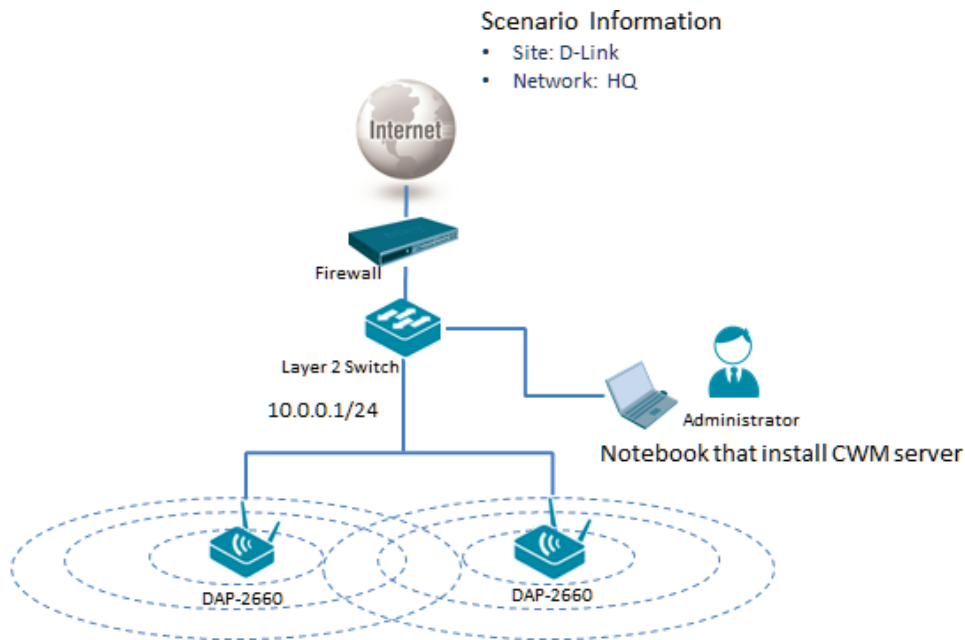 Scenario Information
• Site: D-Link
• Network: HQ
Internet
Firewall
Layer 2 Switch
10.0.0.1/24
Administrator
Notebook that install CWM server
DAP-2660
DAP-2660